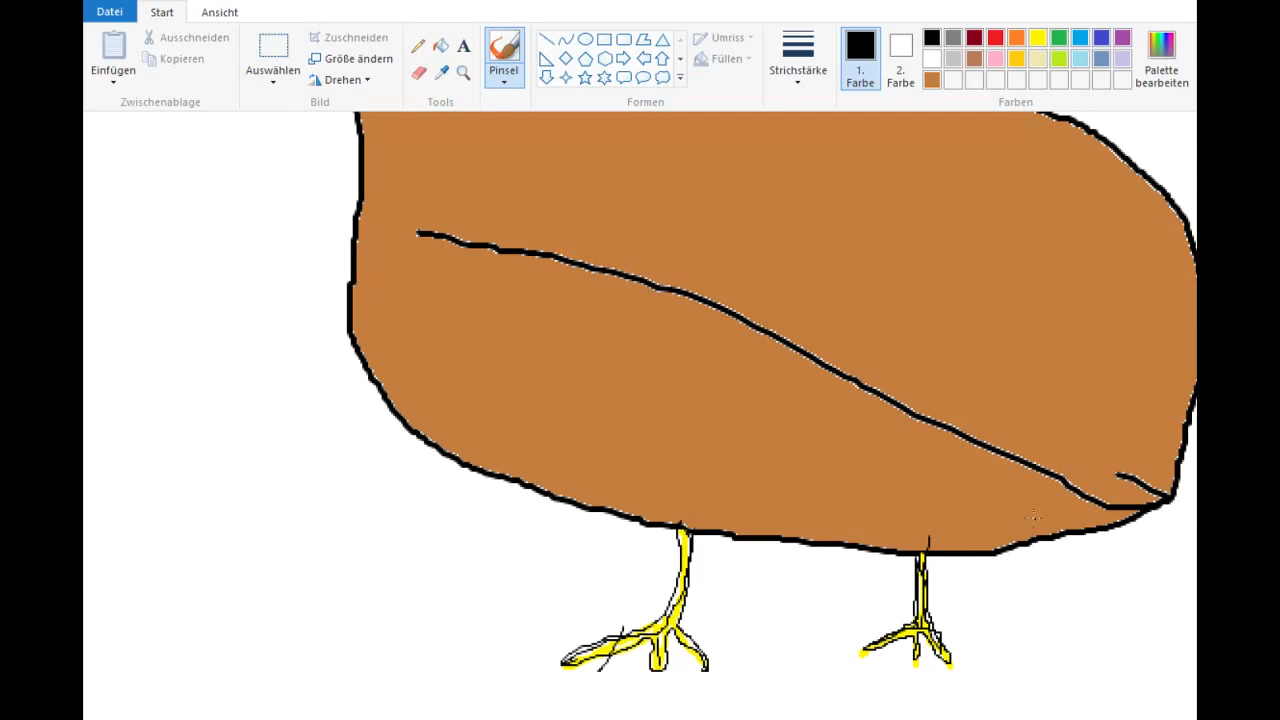 Datei Start Ansicht
Einfügen
Ausschneiden
Kopieren
Zwischenablage
Auswählen
Zuschneiden
Größe ändern
Drehen
Bild
A
Tools
Pinsel
Umriss
Füllen
Formen
Strichstärke
1.
Farbe
2.
Farbe
Palette
bearbeiten
Farben